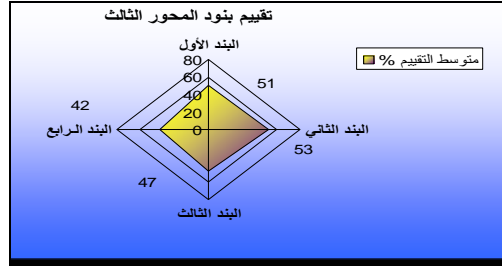 تقييم بنود المحور الثالث
البند الأول
متوسط التقييم %
80
60
40
20
0
51
42
البند الرابع
البند الثاني
53
47
البند الثالث